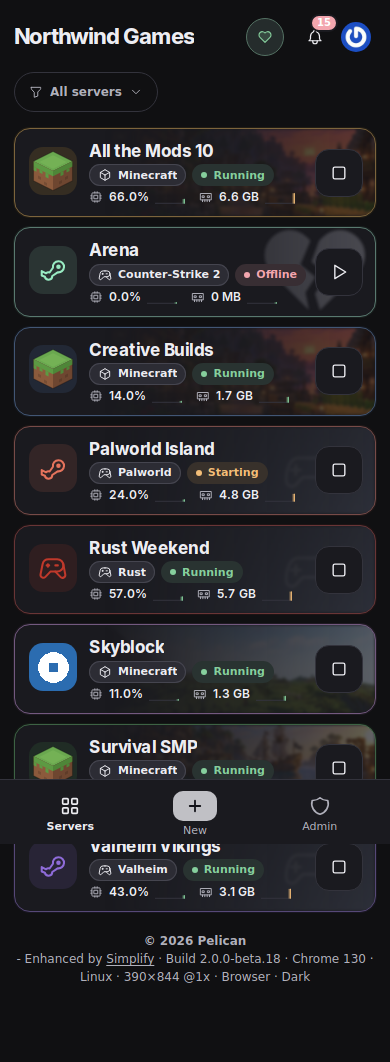 Northwind Games
15
All servers
All the Mods 10
Minecraft Running
66.0% 6.6 GB
Arena
Counter-Strike 2 Offline
0.0% 0 MB
Creative Builds
Minecraft Running
14.0% 1.7 GB
Palworld Island
Palworld Starting
24.0% 4.8 GB
Rust Weekend
Rust Running
57.0% 5.7 GB
Skyblock
Minecraft Running
11.0% 1.3 GB
Survival SMP
Minecraft Running
Servers New Admin
Valheim Vikings
Valheim Running
43.0% 3.1 GB
© 2026 Pelican
- Enhanced by Simplify · Build 2.0.0-beta.18 · Chrome 130 ·
Linux · 390×844 @1x · Browser · Dark